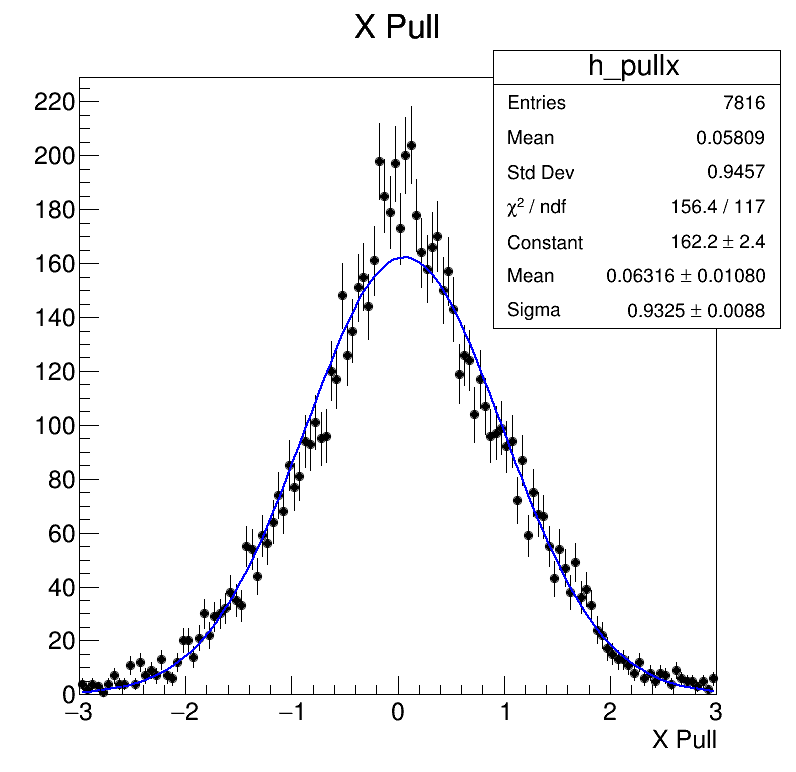 X Pull
h_pullx
Entries 7816
Mean 0.05809
Std Dev 0.9457
χ² / ndf 156.4 / 117
Constant 162.2 ± 2.4
Mean 0.06316 ± 0.01080
Sigma 0.9325 ± 0.0088
220
200
180
160
140
120
100
80
60
40
20
0
−3 −2 −1 0 1 2 3
X Pull